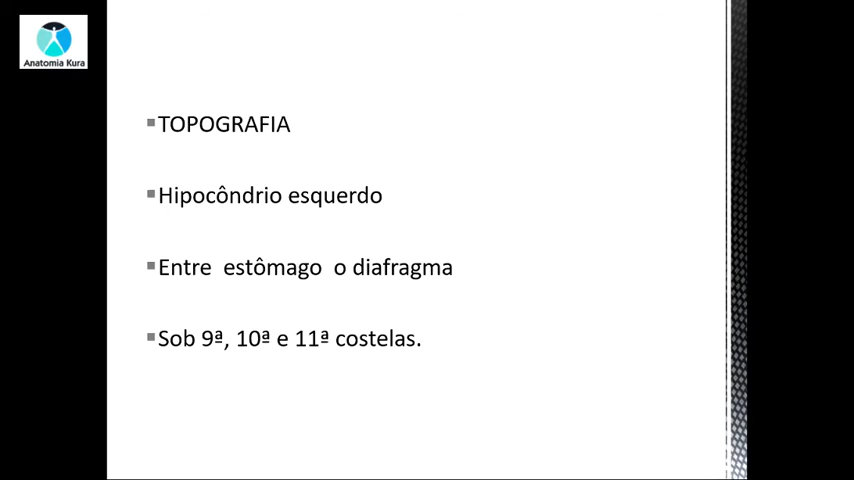 Anatomia Kura
TOPOGRAFIA
Hipocôndrio esquerdo
Entre  estômago  o diafragma
Sob 9ª, 10ª e 11ª costelas.